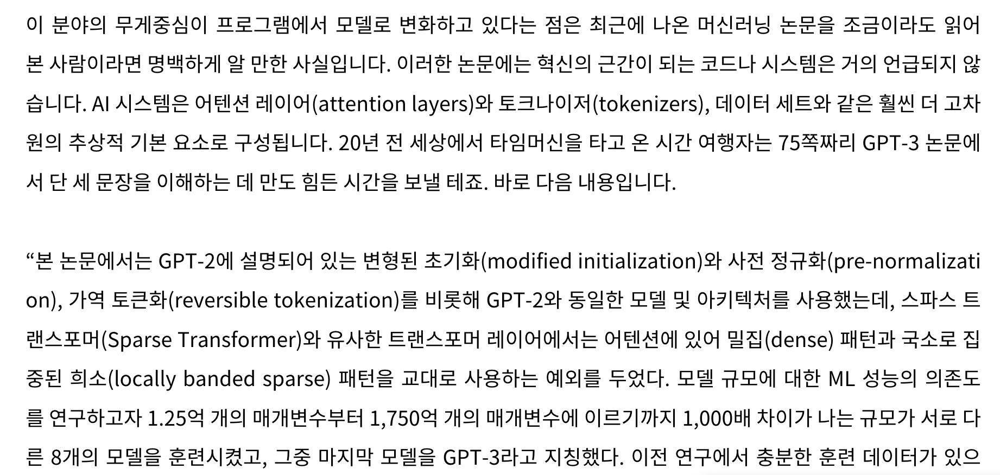 이 분야의 무게중심이 프로그램에서 모델로 변화하고 있다는 점은 최근에 나온 머신러닝 논문을 조금이라도 읽어
본 사람이라면 명백하게 알 만한 사실입니다. 이러한 논문에는 혁신의 근간이 되는 코드나 시스템은 거의 언급되지 않
습니다. AI 시스템은 어텐션 레이어(attention layers)와 토크나이저(tokenizers), 데이터 세트와 같은 훨씬 더 고차
원의 추상적 기본 요소로 구성됩니다. 20년 전 세상에서 타임머신을 타고 온 시간 여행자는 75쪽짜리 GPT-3 논문에
서 단 세 문장을 이해하는 데 만도 힘든 시간을 보낼 테죠. 바로 다음 내용입니다.
“본 논문에서는 GPT-2에 설명되어 있는 변형된 초기화(modified initialization)와 사전 정규화(pre-normalizati
on), 가역 토큰화(reversible tokenization)를 비롯해 GPT-2와 동일한 모델 및 아키텍처를 사용했는데, 스파스 트
랜스포머(Sparse Transformer)와 유사한 트랜스포머 레이어에서는 어텐션에 있어 밀집(dense) 패턴과 국소로 집
중된 희소(locally banded sparse) 패턴을 교대로 사용하는 예외를 두었다. 모델 규모에 대한 ML 성능의 의존도
를 연구하고자 1.25억 개의 매개변수부터 1,750억 개의 매개변수에 이르기까지 1,000배 차이가 나는 규모가 서로 다
른 8개의 모델을 훈련시켰고, 그중 마지막 모델을 GPT-3라고 지칭했다. 이전 연구에서 충분한 훈련 데이터가 있으